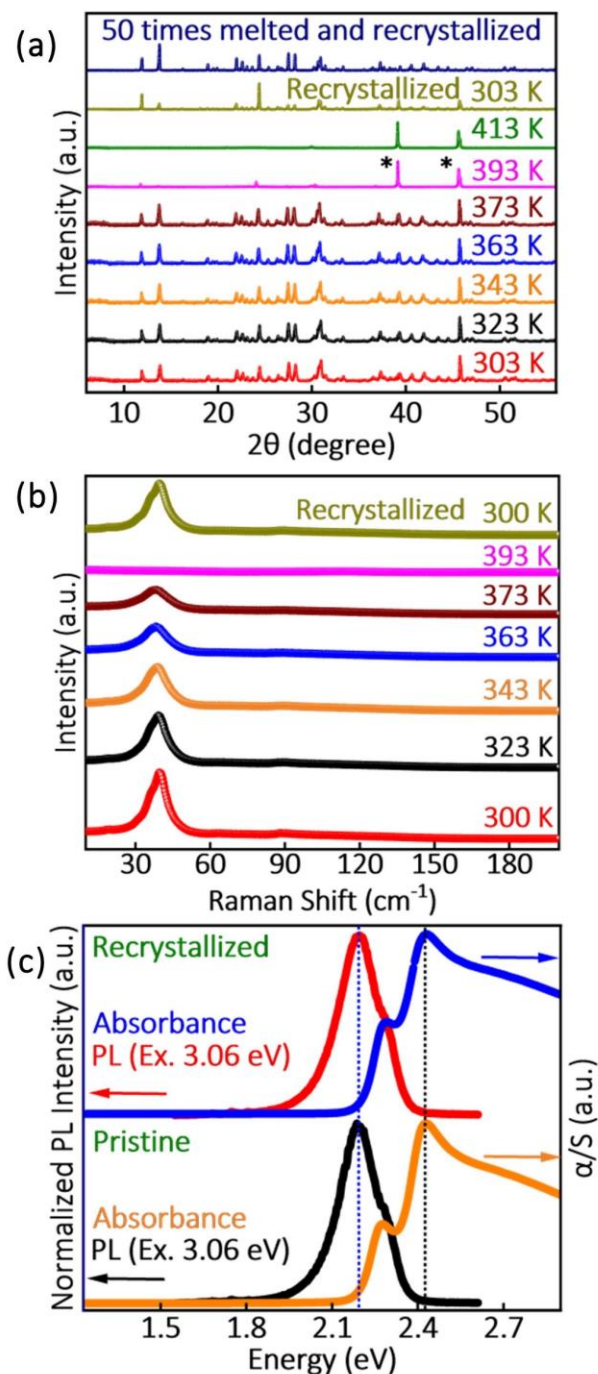 (a)
50 times melted and recrystallized
Recrystallized 303 K
413 K
* *
393 K
373 K
363 K
343 K
323 K
303 K
Intensity (a.u.)
10 20 30 40 50
2θ (degree)
(b)
Recrystallized 300 K
393 K
373 K
363 K
343 K
323 K
300 K
Intensity (a.u.)
30 60 90 120 150 180
Raman Shift (cm⁻¹)
(c)
Recrystallized
Absorbance
PL (Ex. 3.06 eV)
Pristine
Absorbance
PL (Ex. 3.06 eV)
Normalized PL Intensity (a.u.)
α/S (a.u.)
1.5 1.8 2.1 2.4 2.7
Energy (eV)